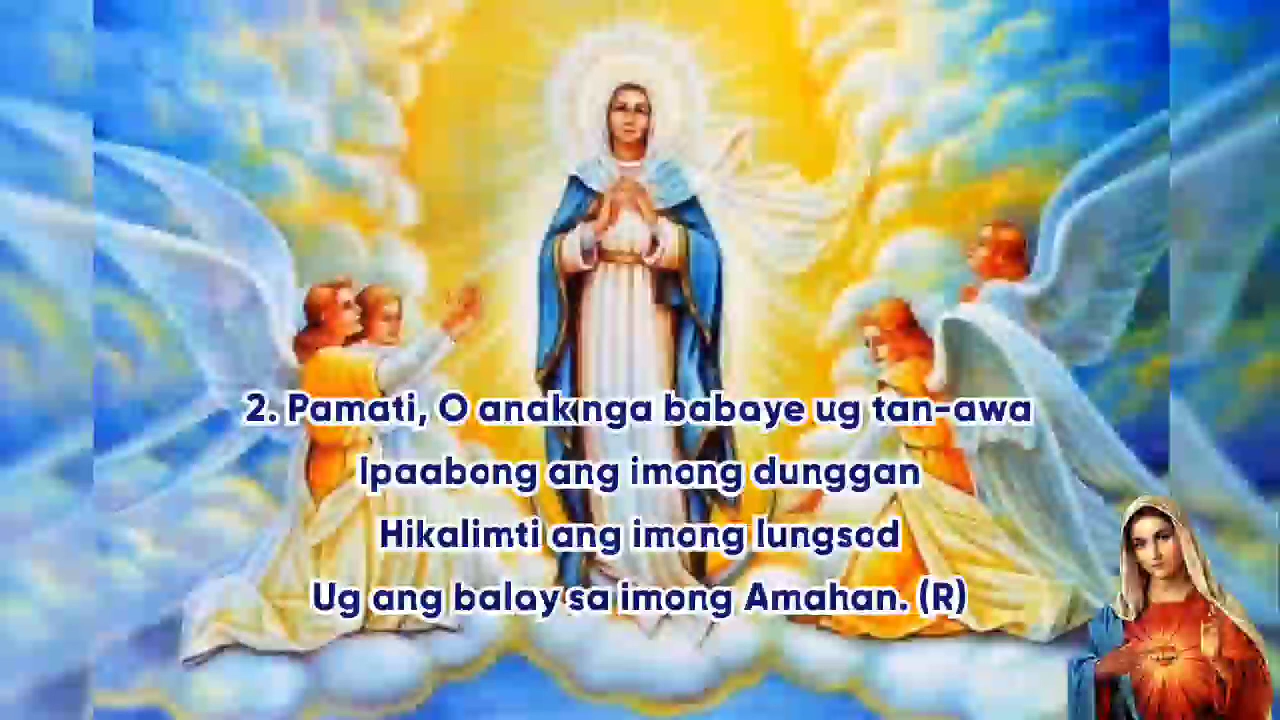 2. Pamati, O anak nga babaye ug tan-awa
Ipaabong ang imong dunggan
Hikalimti ang imong lungsod
Ug ang balay sa imong Amahan. (R)